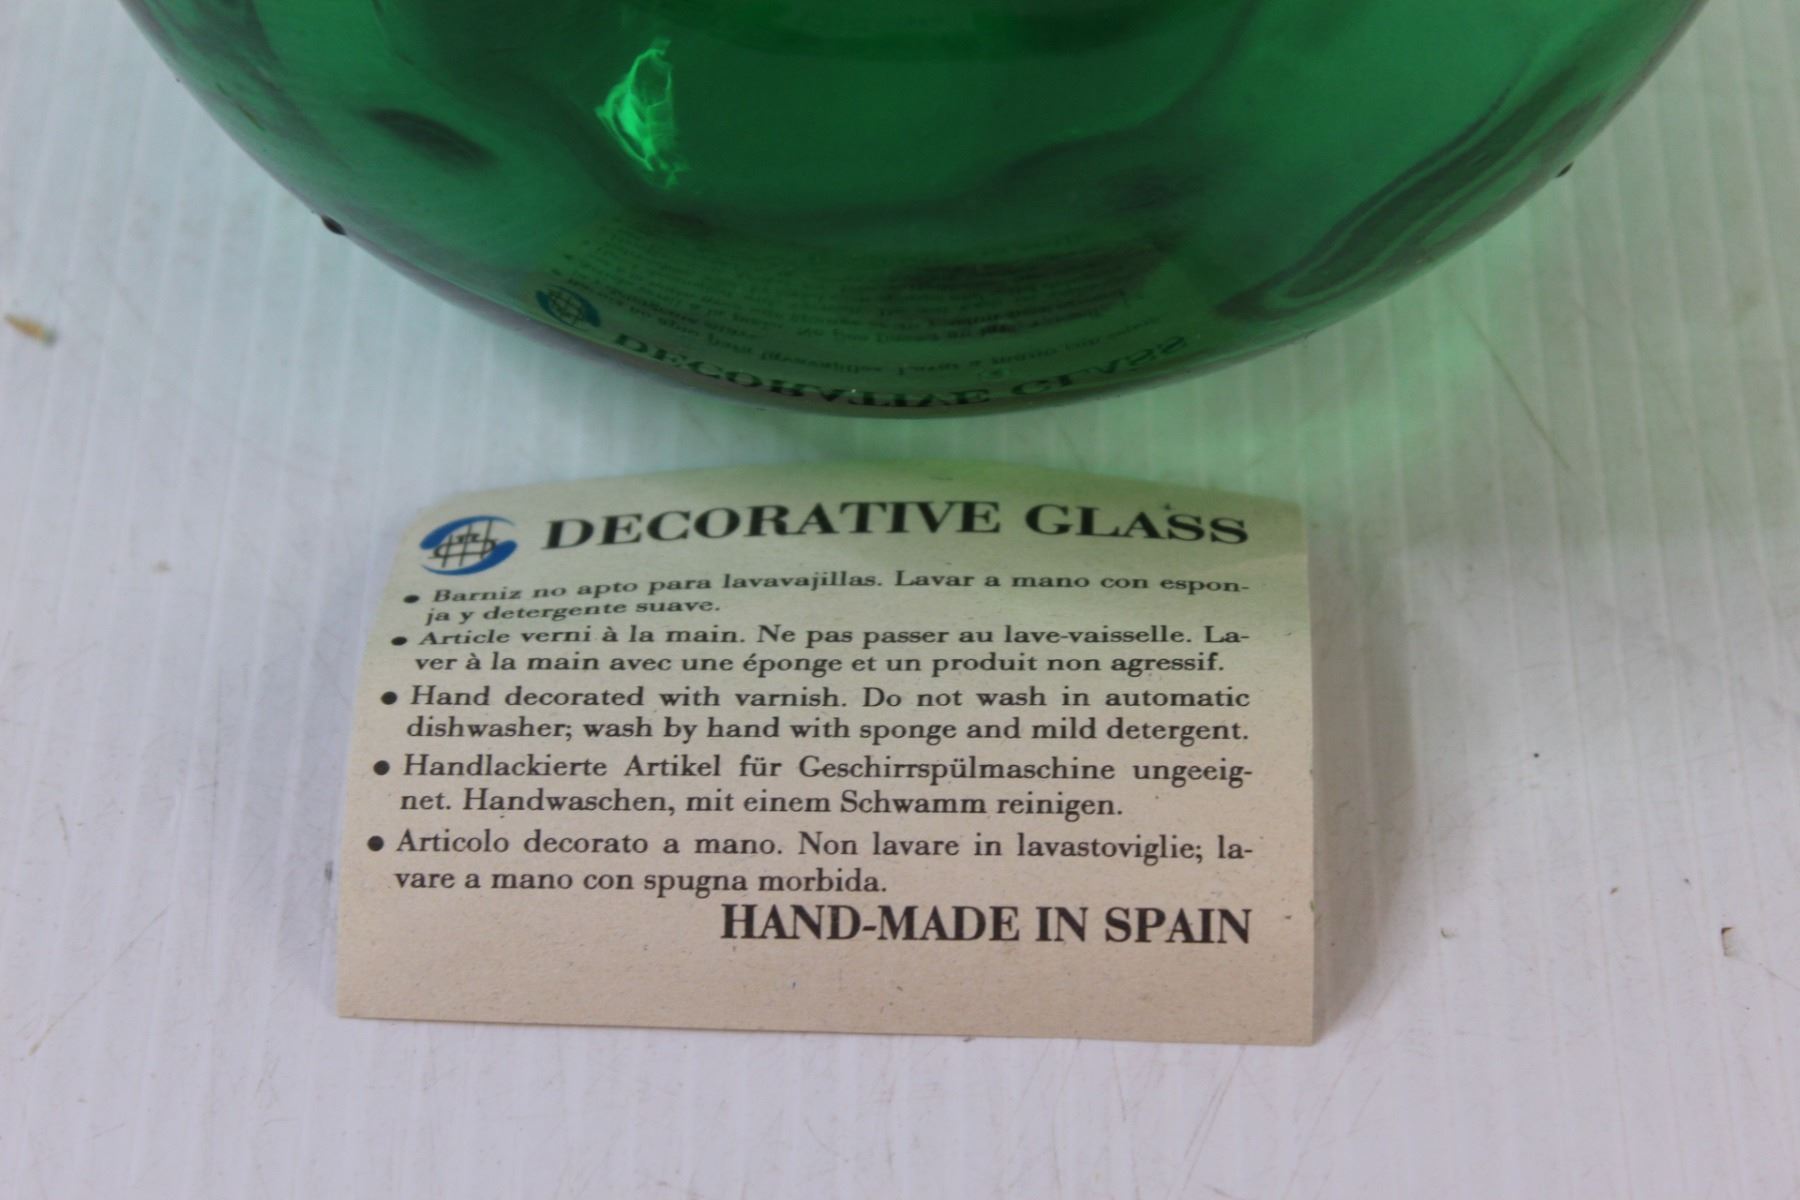 DECORATIVE GLASS
• Barniz no apto para lavavajillas. Lavar a mano con espon-
ja y detergente suave.
• Article verni à la main. Ne pas passer au lave-vaisselle. La-
ver à la main avec une éponge et un produit non agressif.
• Hand decorated with varnish. Do not wash in automatic
dishwasher; wash by hand with sponge and mild detergent.
• Handlackierte Artikel für Geschirrspülmaschine ungeeig-
net. Handwaschen, mit einem Schwamm reinigen.
• Articolo decorato a mano. Non lavare in lavastoviglie; la-
vare a mano con spugna morbida.
HAND-MADE IN SPAIN